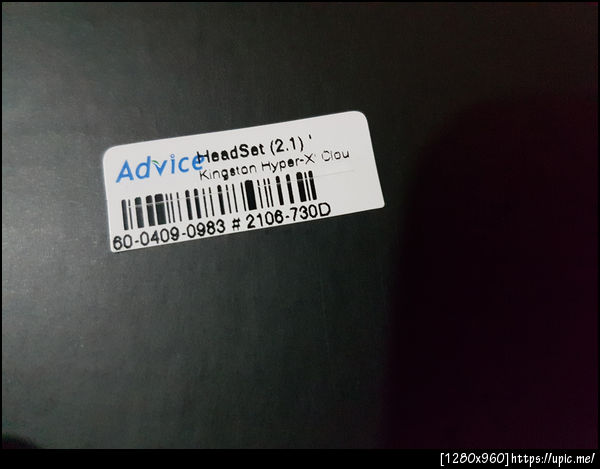 Advice HeadSet (2.1) '
Kingston Hyper-X' Clou
60-0409-0983 # 2106-730D
[1280x960]https://upic.me/